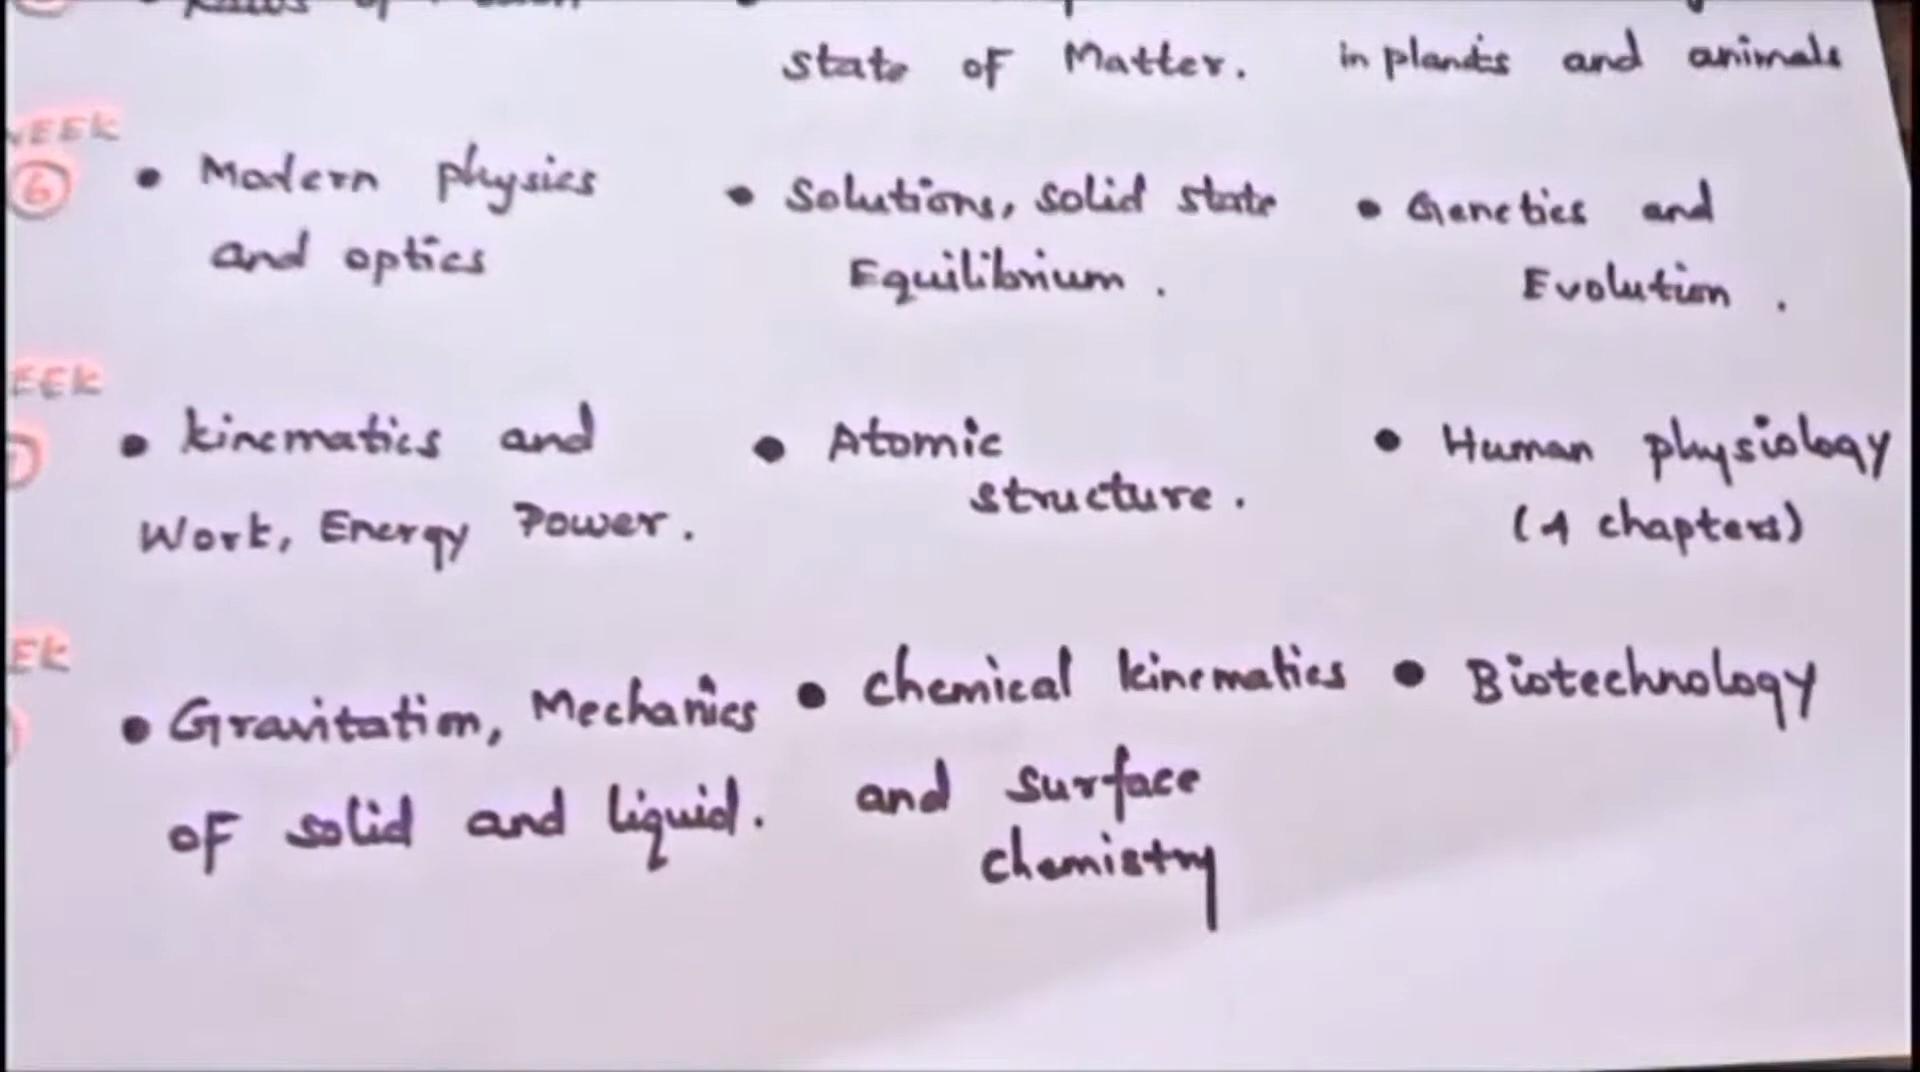 state of Matter.
in plants and animals
WEEK
6
• Modern physics
and optics
• Solutions, solid state
Equilibrium .
• Genetics and
Evolution .
EEK
• kinematics and
Work, Energy Power.
• Atomic
structure.
• Human physiology
(4 chapters)
EK
• Gravitation, Mechanics
of solid and liquid.
• chemical kinematics
and surface
chemistry
• Biotechnology